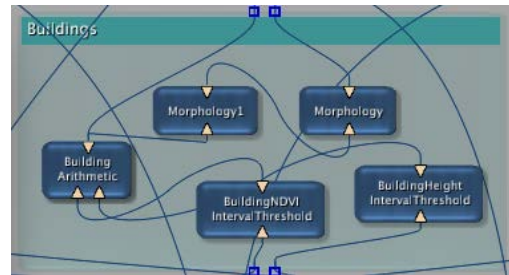 Buildings
Morphology1
Morphology
Building
Arithmetic
BuildingNDVI
IntervalThreshold
BuildingHeight
IntervalThreshold